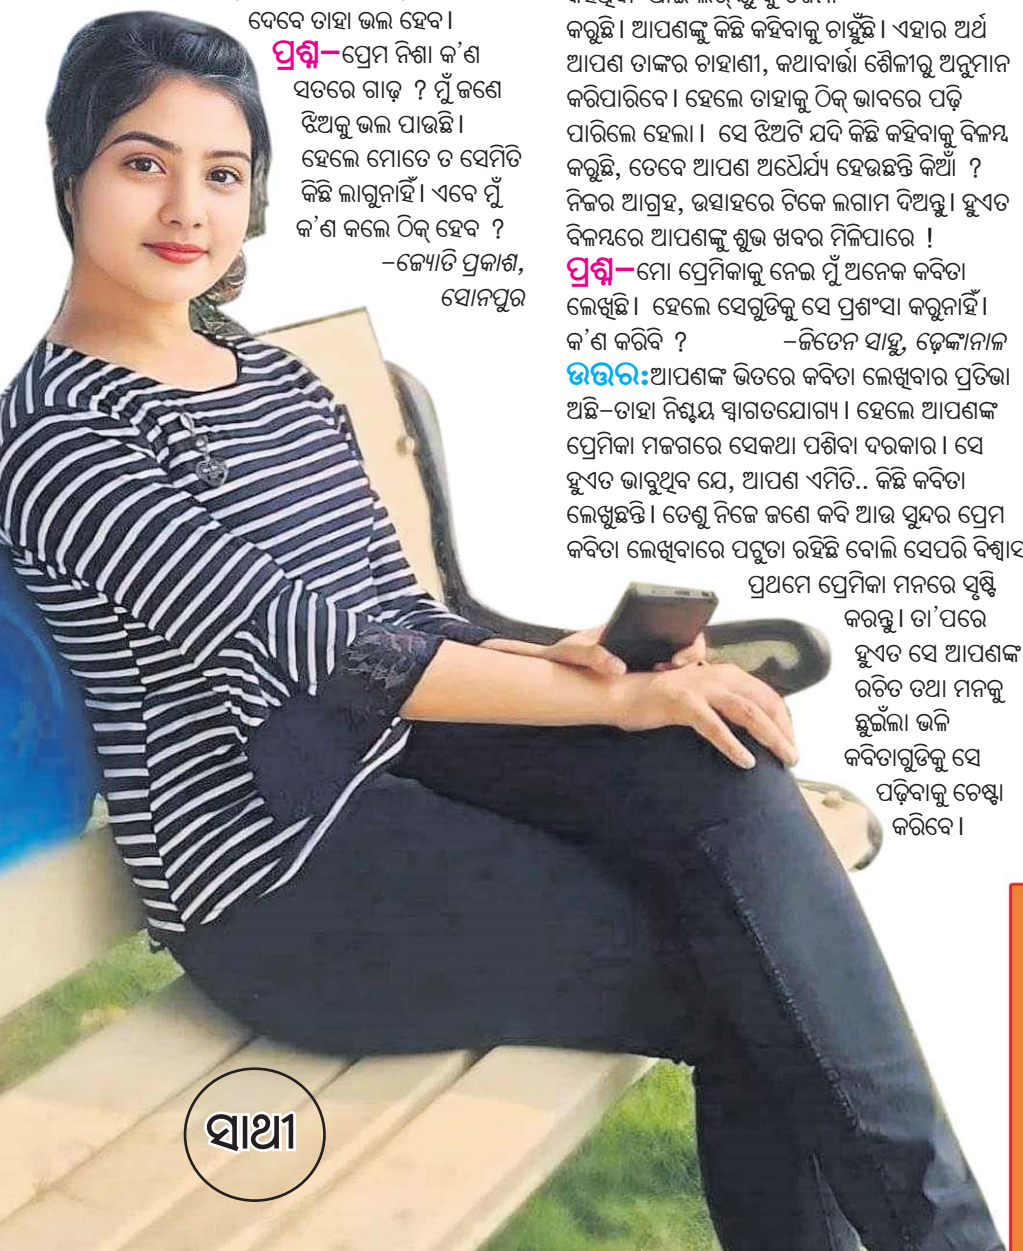 ଦେବେ ତାହା ଭଲ ହେବ।
ପ୍ରଶ୍ନ–ପ୍ରେମ ନିଶା କ'ଣ
ସତରେ ଗାଢ଼ ? ମୁଁ ଜଣେ
ଝିଅକୁ ଭଲ ପାଉଛି।
ହେଲେ ମୋତେ ତ ସେମିତି
କିଛି ଲାଗୁନାହିଁ। ଏବେ ମୁଁ
କ'ଣ କଲେ ଠିକ୍ ହେବ ?
–ଜ୍ୟୋତି ପ୍ରକାଶ,
ସୋନପୁର
କରୁଛି। ଆପଣଙ୍କୁ କିଛି କହିବାକୁ ଚାହୁଁଛି। ଏହାର ଅର୍ଥ
ଆପଣ ତାଙ୍କର ଚାହାଣୀ, କଥାବାର୍ତ୍ତା ଶୈଳୀରୁ ଅନୁମାନ
କରିପାରିବେ। ହେଲେ ତାହାକୁ ଠିକ୍ ଭାବରେ ପଢ଼ି
ପାରିଲେ ହେଲା। ସେ ଝିଅଟି ଯଦି କିଛି କହିବାକୁ ବିଳମ୍ବ
କରୁଛି, ତେବେ ଆପଣ ଅଧୈର୍ଯ୍ୟ ହେଉଛନ୍ତି କିଆଁ ?
ନିଜର ଆଗ୍ରହ, ଉତ୍ସାହରେ ଟିକେ ଲଗାମ ଦିଅନ୍ତୁ। ହୁଏତ
ବିଳମ୍ବରେ ଆପଣଙ୍କୁ ଶୁଭ ଖବର ମିଳିପାରେ !
ପ୍ରଶ୍ନ–ମୋ ପ୍ରେମିକାକୁ ନେଇ ମୁଁ ଅନେକ କବିତା
ଲେଖିଛି। ହେଲେ ସେଗୁଡିକୁ ସେ ପ୍ରଶଂସା କରୁନାହିଁ।
କ'ଣ କରିବି ? –ଜିତେନ ସାହୁ, ଢ଼େଙ୍କାନାଳ
ଉତ୍ତର:ଆପଣଙ୍କ ଭିତରେ କବିତା ଲେଖିବାର ପ୍ରତିଭା
ଅଛି–ତାହା ନିଶ୍ଚୟ ସ୍ୱାଗତଯୋଗ୍ୟ। ହେଲେ ଆପଣଙ୍କ
ପ୍ରେମିକା ମଜଗରେ ସେକଥା ପଶିବା ଦରକାର। ସେ
ହୁଏତ ଭାବୁଥିବ ଯେ, ଆପଣ ଏମିତି.. କିଛି କବିତା
ଲେଖୁଛନ୍ତି। ତେଣୁ ନିଜେ ଜଣେ କବି ଆଉ ସୁନ୍ଦର ପ୍ରେମ
କବିତା ଲେଖିବାରେ ପଟୁତା ରହିଛି ବୋଲି ସେପରି ବିଶ୍ୱାସ
ପ୍ରଥମେ ପ୍ରେମିକା ମନରେ ସୃଷ୍ଟି
କରନ୍ତୁ। ତା'ପରେ
ହୁଏତ ସେ ଆପଣଙ୍କ
ରଚିତ ତଥା ମନକୁ
ଛୁଇଁଲା ଭଳି
କବିତାଗୁଡିକୁ ସେ
ପଢ଼ିବାକୁ ଚେଷ୍ଟା
କରିବେ।
ସାଥୀ